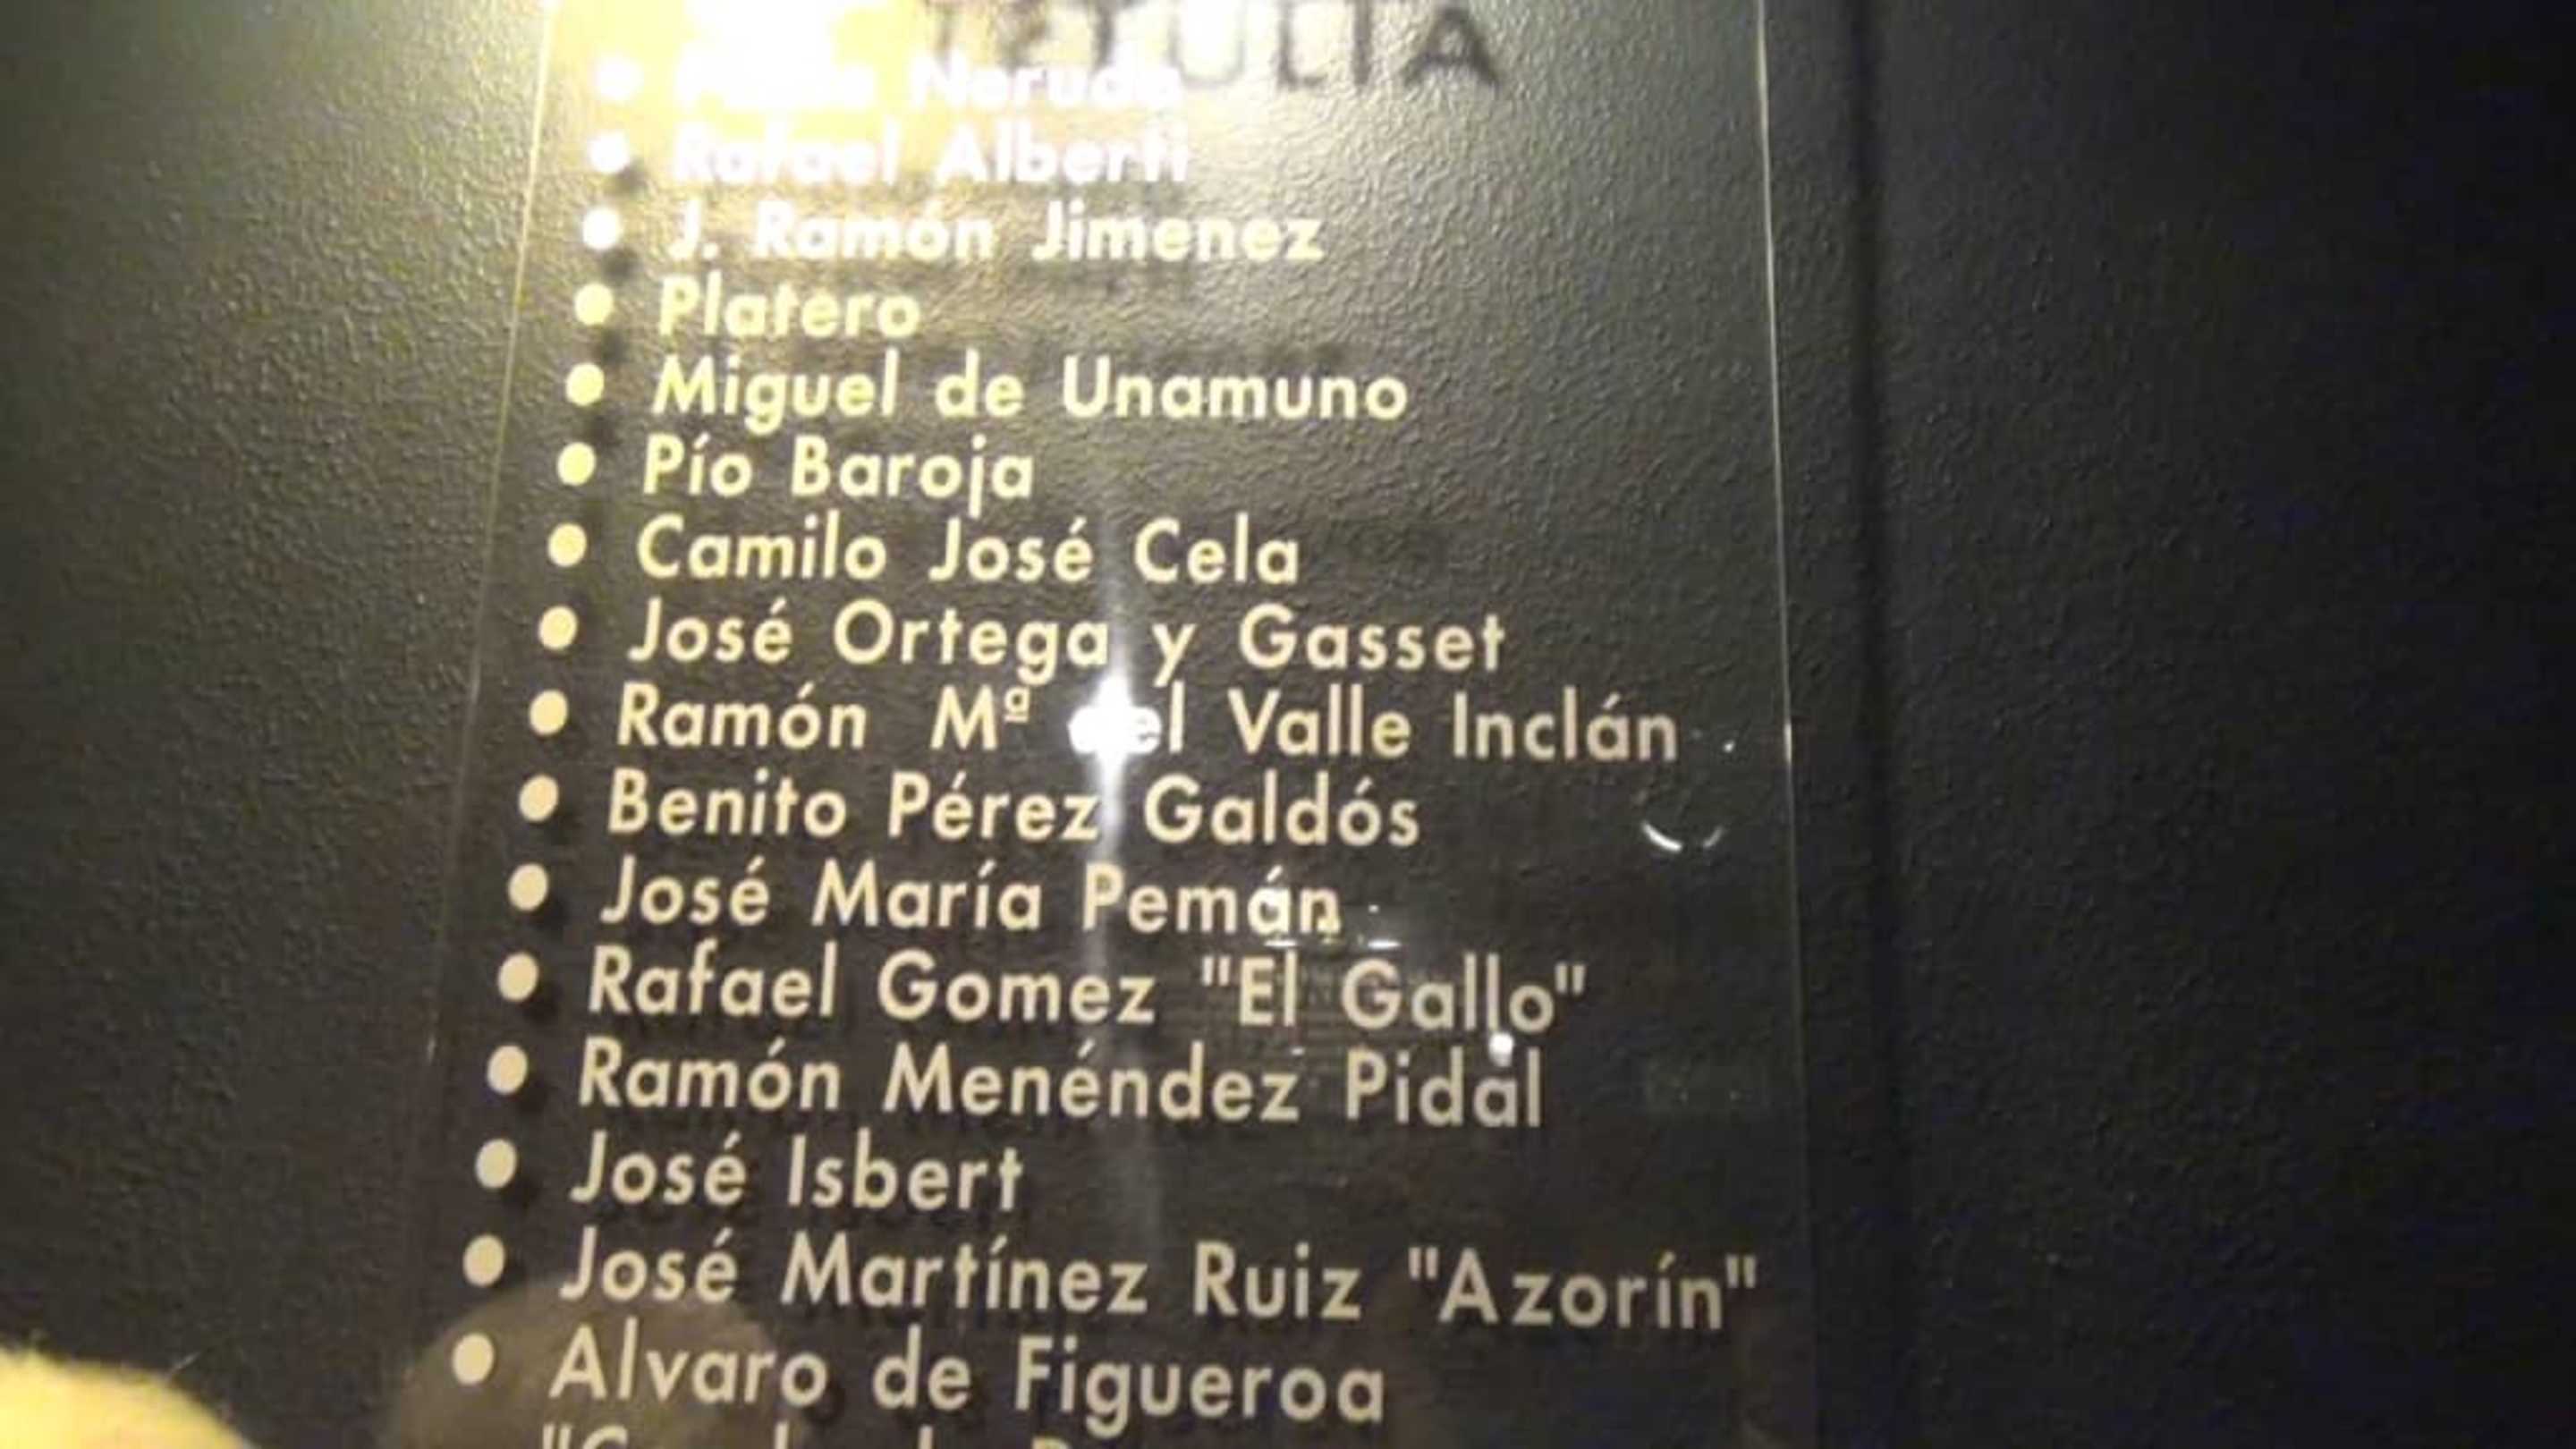 Neruda
Rafael Alberti
J. Ramón Jimenez
Platero
Miguel de Unamuno
Pío Baroja
Camilo José Cela
José Ortega y Gasset
Ramón Mª del Valle Inclán
Benito Pérez Galdós
José María Pemán
Rafael Gomez "El Gallo"
Ramón Menéndez Pidal
José Isbert
José Martínez Ruiz "Azorín"
Alvaro de Figueroa